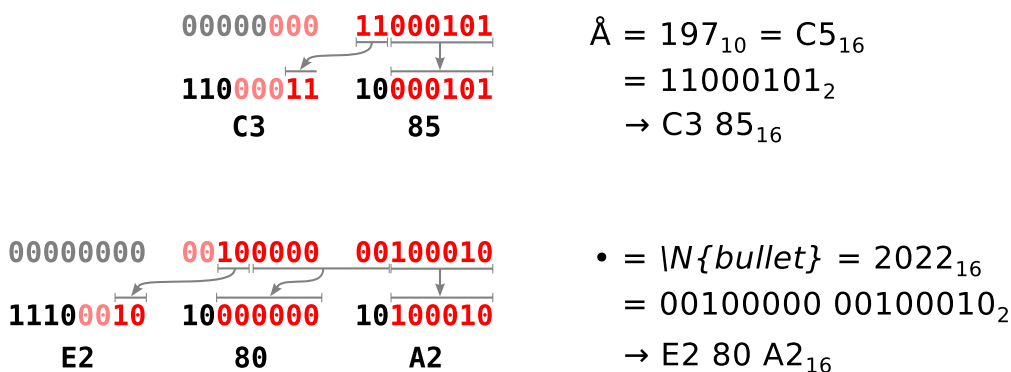 00000000 11000101
11000011 10000101
C3 85
Å = 197₁₀ = C5₁₆
= 11000101₂
→ C3 85₁₆
00000000 00100000 00100010
11100010 10000000 10100010
E2 80 A2
• = \N{bullet} = 2022₁₆
= 00100000 00100010₂
→ E2 80 A2₁₆